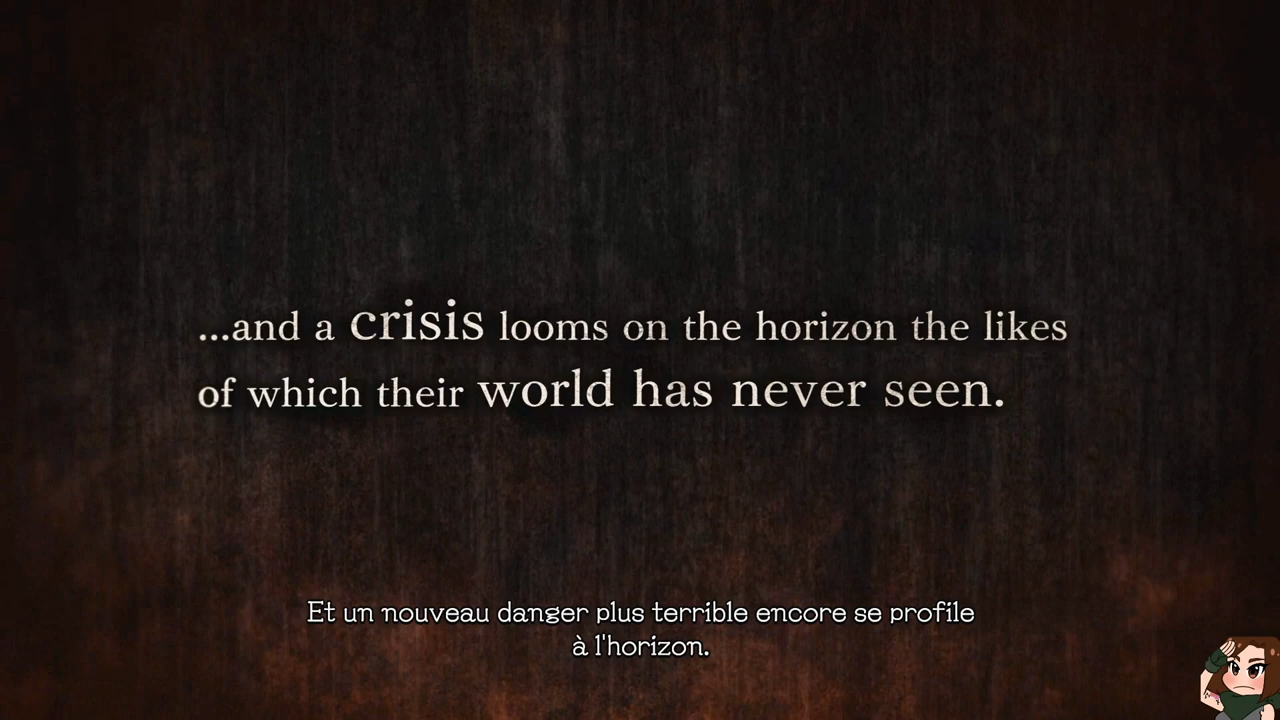 ...and a crisis looms on the horizon the likes
of which their world has never seen.
Et un nouveau danger plus terrible encore se profile
à l'horizon.